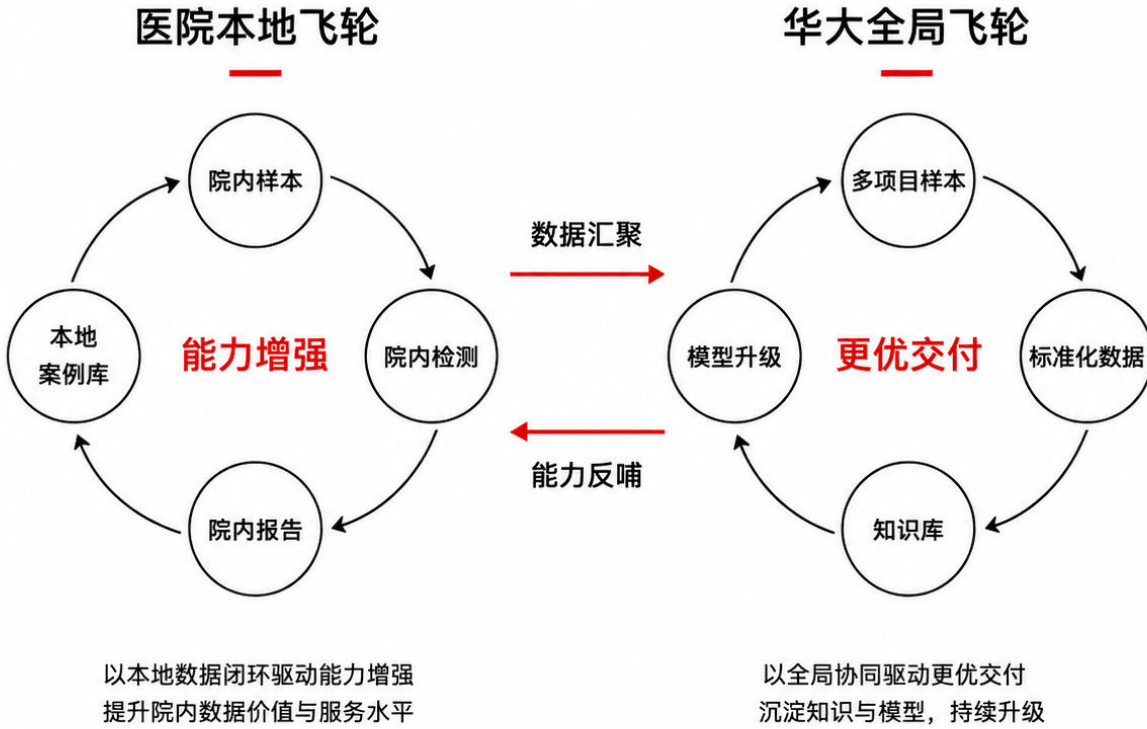 医院本地飞轮
院内样本
院内检测
院内报告
本地
案例库
能力增强
以本地数据闭环驱动能力增强
提升院内数据价值与服务水平
数据汇聚
能力反哺
华大全局飞轮
多项目样本
标准化数据
知识库
模型升级
更优交付
以全局协同驱动更优交付
沉淀知识与模型，持续升级